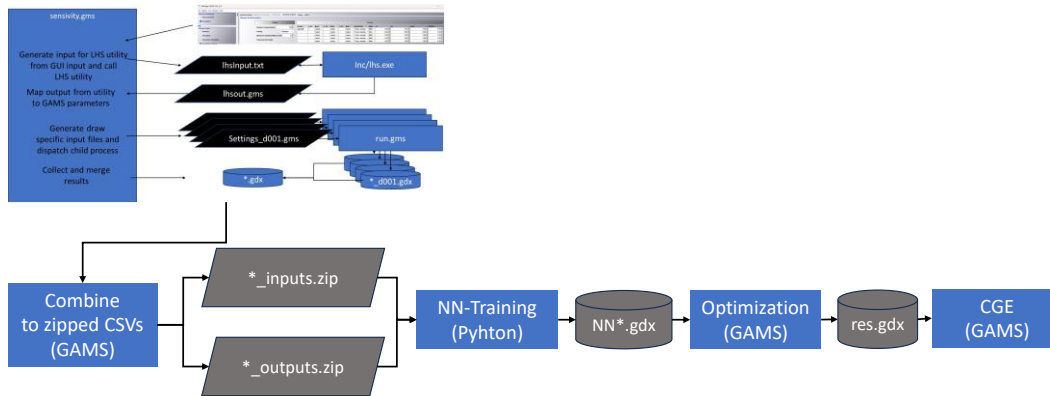 sensivity.gms
Generate input for LHS utility
from GUI input and call
LHS utility
lhsInput.txt
Inc/lhs.exe
Map output from utility
to GAMS parameters
lhsout.gms
Generate draw
specific input files and
dispatch child process
Settings_d001.gms
run.gms
Collect and merge
results
*.gdx
*_d001.gdx
Combine
to zipped CSVs
(GAMS)
*_inputs.zip
*_outputs.zip
NN-Training
(Pyhton)
NN*.gdx
Optimization
(GAMS)
res.gdx
CGE
(GAMS)